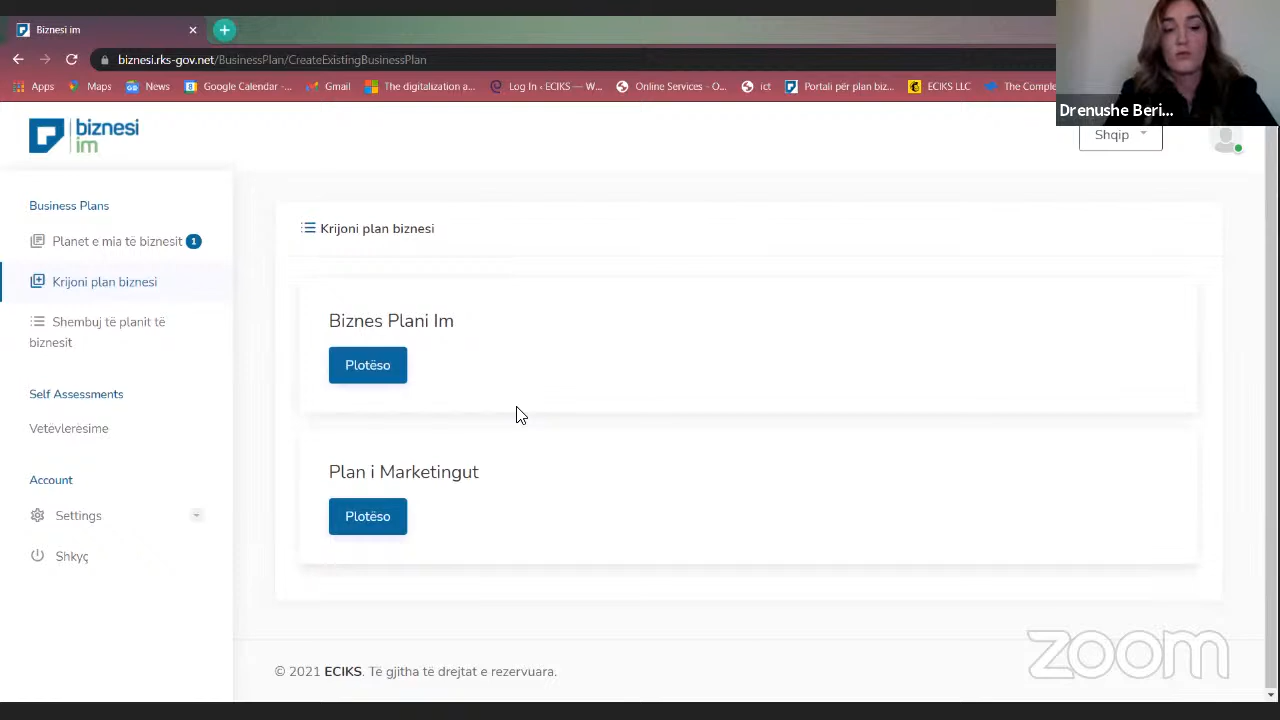 Biznesi im
biznesi.rks-gov.net/BusinessPlan/CreateExistingBusinessPlan
Apps
Maps
News
Google Calendar -...
Gmail
The digitalization a...
Log In ‹ ECIKS — W...
Online Services - O...
ict
Portali për plan biz...
ECIKS LLC
The Comple
Drenushe Beri...
biznesi
im
Shqip
Business Plans
Planet e mia të biznesit 1
Krijoni plan biznesi
Shembuj të planit të
biznesit
Self Assessments
Vetëvlerësime
Account
Settings
Shkyç
Krijoni plan biznesi
Biznes Plani Im
Plotëso
Plan i Marketingut
Plotëso
© 2021 ECIKS. Të gjitha të drejtat e rezervuara.
zoom